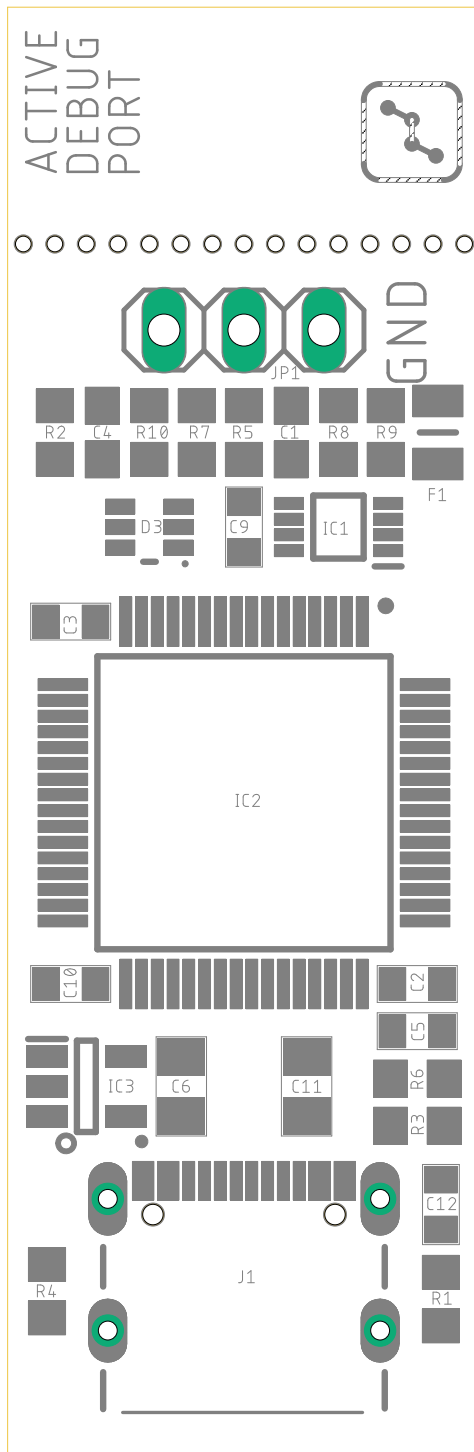 ACTIVE
DEBUG
PORT
GND
JP1
R2 C4 R10 R7 R5 C1 R8 R9
F1
D3 C9 IC1
C3
IC2
C10 C2
C5
IC3 C6 C11 R6
R3
C12
J1
R4 R1